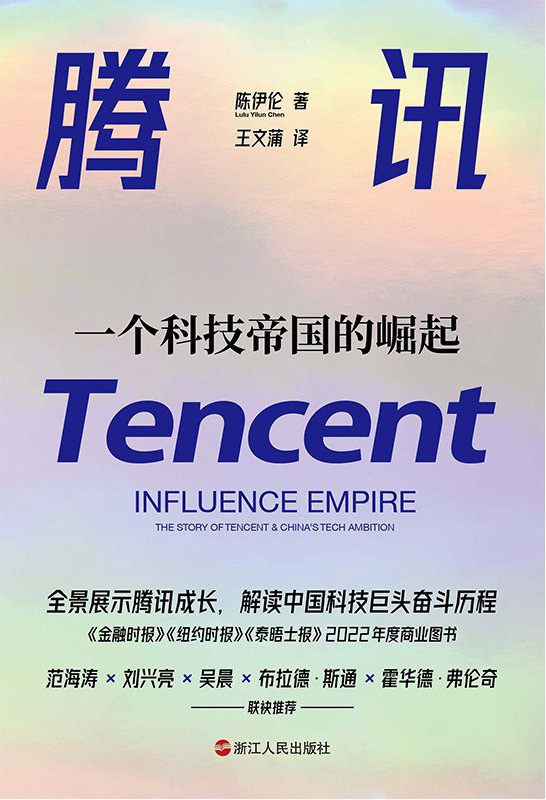 腾讯
陈伊伦 著
Lulu Yilun Chen
王文蒲 译
一个科技帝国的崛起
Tencent
INFLUENCE EMPIRE
THE STORY OF TENCENT & CHINA'S TECH AMBITION
全景展示腾讯成长，解读中国科技巨头奋斗历程
《金融时报》《纽约时报》《泰晤士报》2022年度商业图书
范海涛 × 刘兴亮 × 吴晨 × 布拉德·斯通 × 霍华德·弗伦奇
联袂推荐
浙江人民出版社